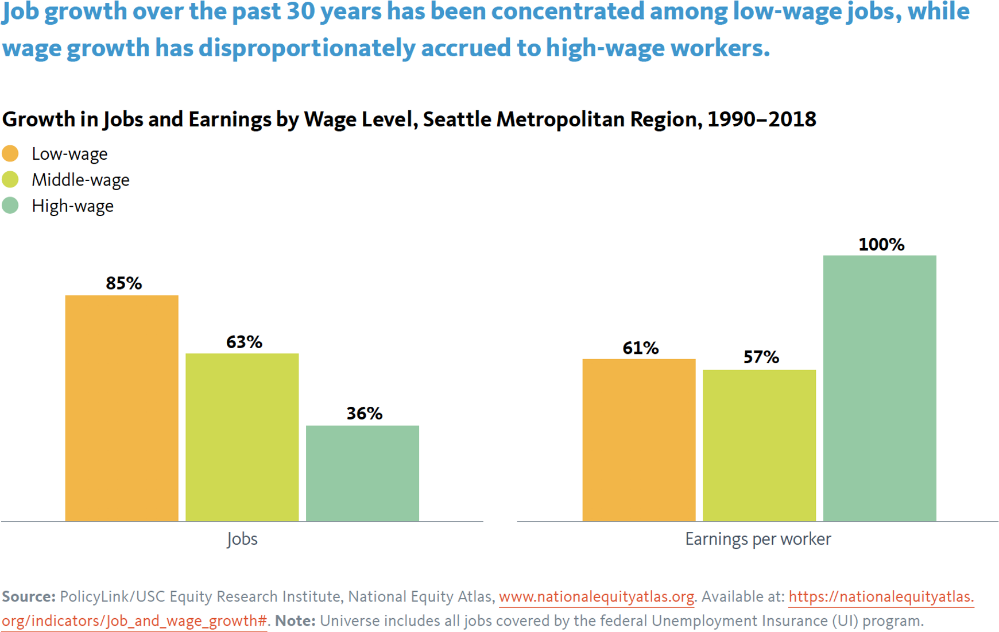 Job growth over the past 30 years has been concentrated among low-wage jobs, while
wage growth has disproportionately accrued to high-wage workers.
Growth in Jobs and Earnings by Wage Level, Seattle Metropolitan Region, 1990–2018
Low-wage
Middle-wage
High-wage
85%
63%
36%
Jobs
61%
57%
100%
Earnings per worker
Source: PolicyLink/USC Equity Research Institute, National Equity Atlas, www.nationalequityatlas.org. Available at: https://nationalequityatlas.
org/indicators/Job_and_wage_growth#. Note: Universe includes all jobs covered by the federal Unemployment Insurance (UI) program.